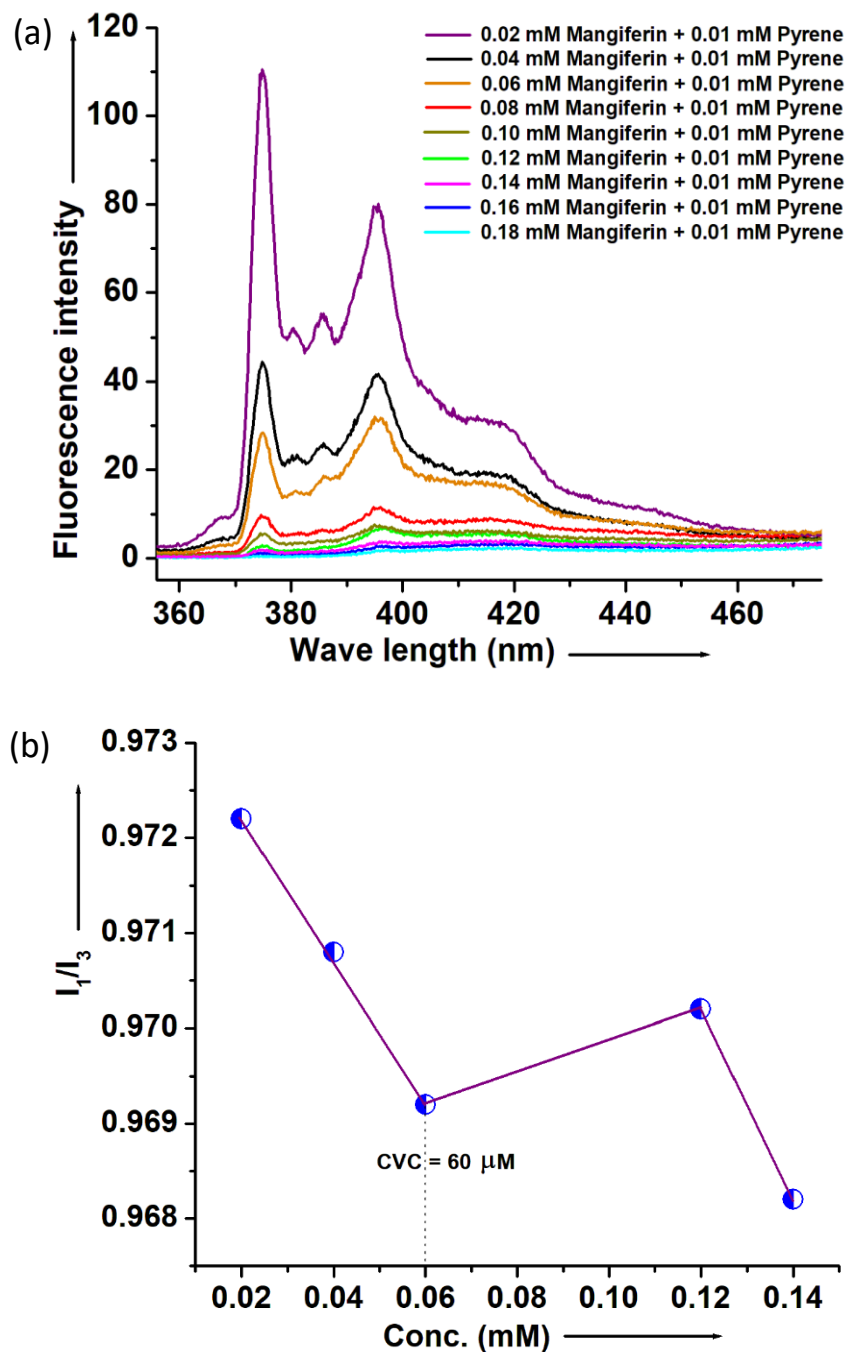 (a)
120
100
80
60
40
20
0
Fluorescence intensity
0.02 mM Mangiferin + 0.01 mM Pyrene
0.04 mM Mangiferin + 0.01 mM Pyrene
0.06 mM Mangiferin + 0.01 mM Pyrene
0.08 mM Mangiferin + 0.01 mM Pyrene
0.10 mM Mangiferin + 0.01 mM Pyrene
0.12 mM Mangiferin + 0.01 mM Pyrene
0.14 mM Mangiferin + 0.01 mM Pyrene
0.16 mM Mangiferin + 0.01 mM Pyrene
0.18 mM Mangiferin + 0.01 mM Pyrene
360 380 400 420 440 460
Wave length (nm)
(b)
0.973
0.972
0.971
0.970
0.969
0.968
I₁/I₃
CVC = 60 μM
0.02 0.04 0.06 0.08 0.10 0.12 0.14
Conc. (mM)